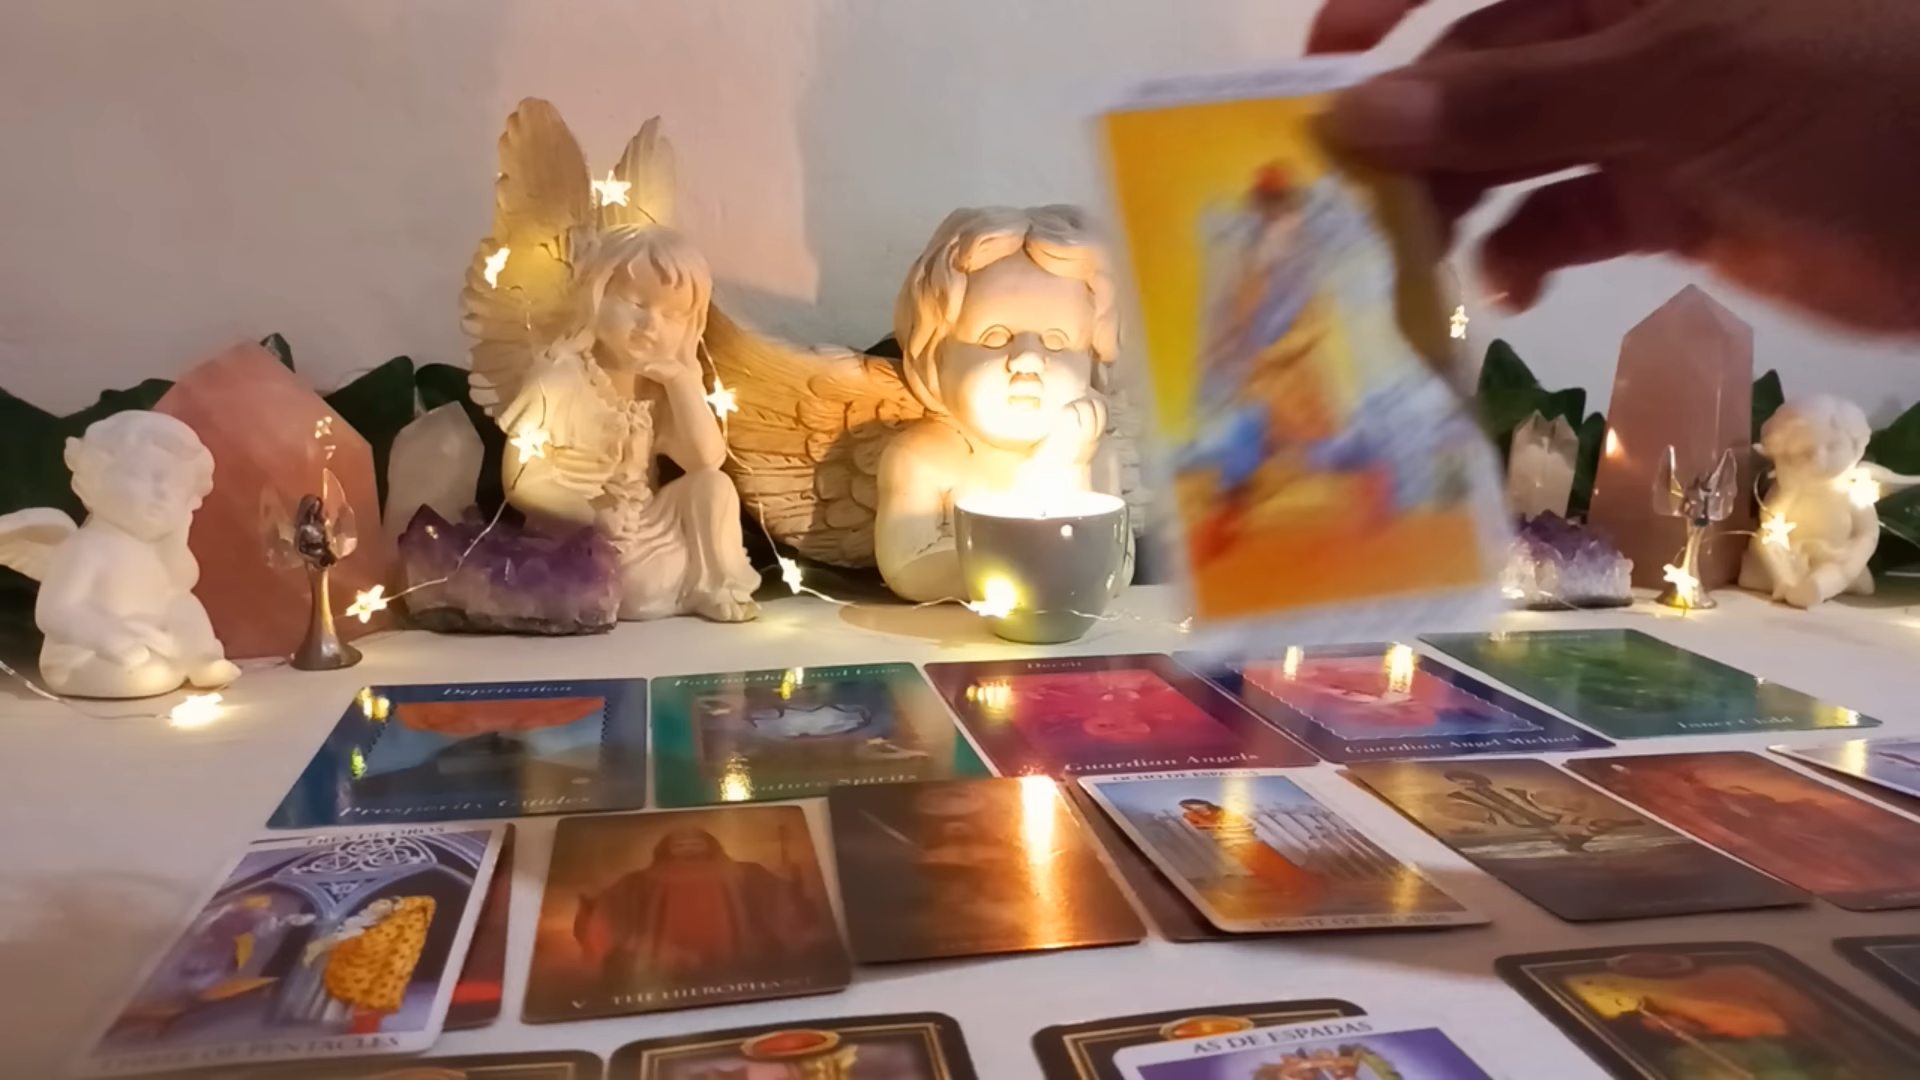 Deprivation
Prosperity Guides
Partnership and Love
Nature Spirits
Deceit
Guardian Angels
Guardian Angel Michael
Inner Child
TRES DE OROS
THREE OF PENTACLES
V - THE HIEROPHANT
OCHO DE ESPADAS
EIGHT OF SWORDS
AS DE ESPADAS